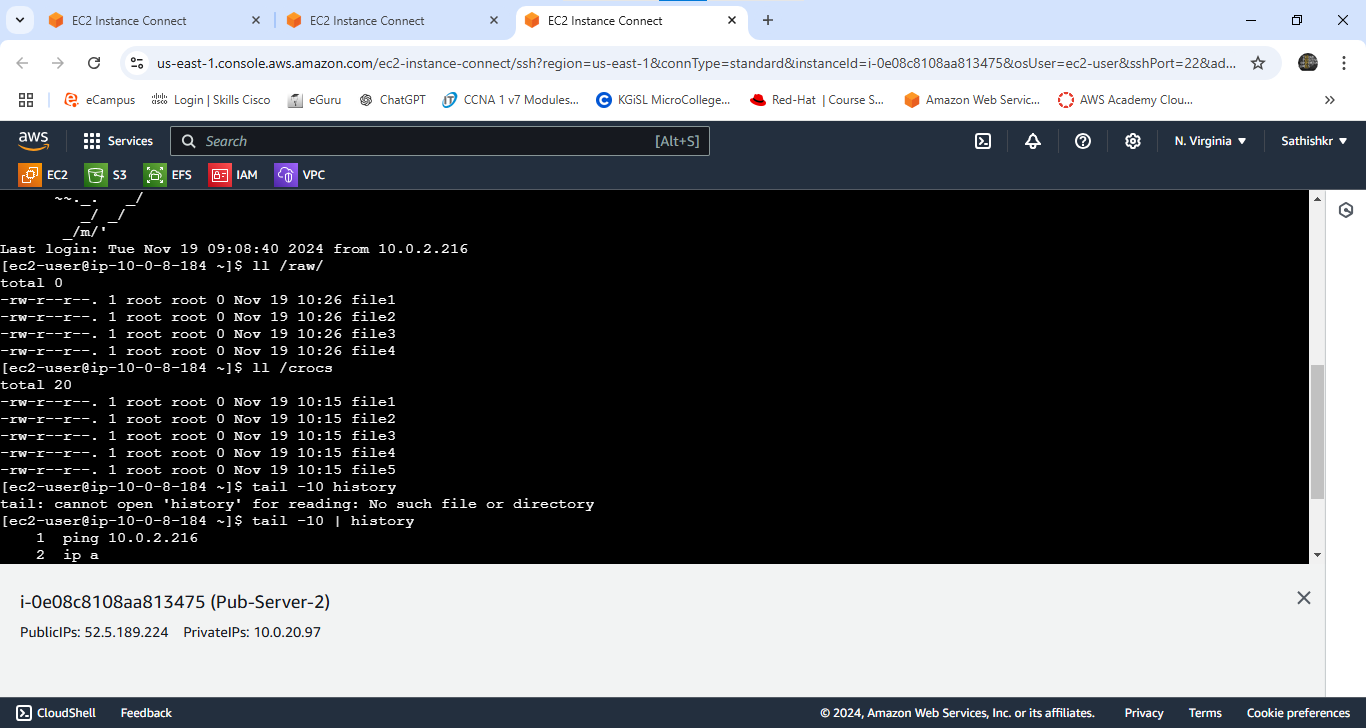 EC2 Instance Connect
EC2 Instance Connect
EC2 Instance Connect
us-east-1.console.aws.amazon.com/ec2-instance-connect/ssh?region=us-east-1&connType=standard&instanceId=i-0e08c8108aa813475&osUser=ec2-user&sshPort=22&ad...
eCampus
Login | Skills Cisco
eGuru
ChatGPT
CCNA 1 v7 Modules...
KGiSL MicroCollege...
Red-Hat | Course S...
Amazon Web Servic...
AWS Academy Clou...
aws
Services
Search
[Alt+S]
N. Virginia
Sathishkr
EC2
S3
EFS
IAM
VPC
~~._.   _/
_/ _/
_/m/'
Last login: Tue Nov 19 09:08:40 2024 from 10.0.2.216
[ec2-user@ip-10-0-8-184 ~]$ ll /raw/
total 0
-rw-r--r--. 1 root root 0 Nov 19 10:26 file1
-rw-r--r--. 1 root root 0 Nov 19 10:26 file2
-rw-r--r--. 1 root root 0 Nov 19 10:26 file3
-rw-r--r--. 1 root root 0 Nov 19 10:26 file4
[ec2-user@ip-10-0-8-184 ~]$ ll /crocs
total 20
-rw-r--r--. 1 root root 0 Nov 19 10:15 file1
-rw-r--r--. 1 root root 0 Nov 19 10:15 file2
-rw-r--r--. 1 root root 0 Nov 19 10:15 file3
-rw-r--r--. 1 root root 0 Nov 19 10:15 file4
-rw-r--r--. 1 root root 0 Nov 19 10:15 file5
[ec2-user@ip-10-0-8-184 ~]$ tail -10 history
tail: cannot open 'history' for reading: No such file or directory
[ec2-user@ip-10-0-8-184 ~]$ tail -10 | history
1  ping 10.0.2.216
2  ip a
i-0e08c8108aa813475 (Pub-Server-2)
PublicIPs: 52.5.189.224 PrivateIPs: 10.0.20.97
CloudShell
Feedback
© 2024, Amazon Web Services, Inc. or its affiliates.
Privacy
Terms
Cookie preferences